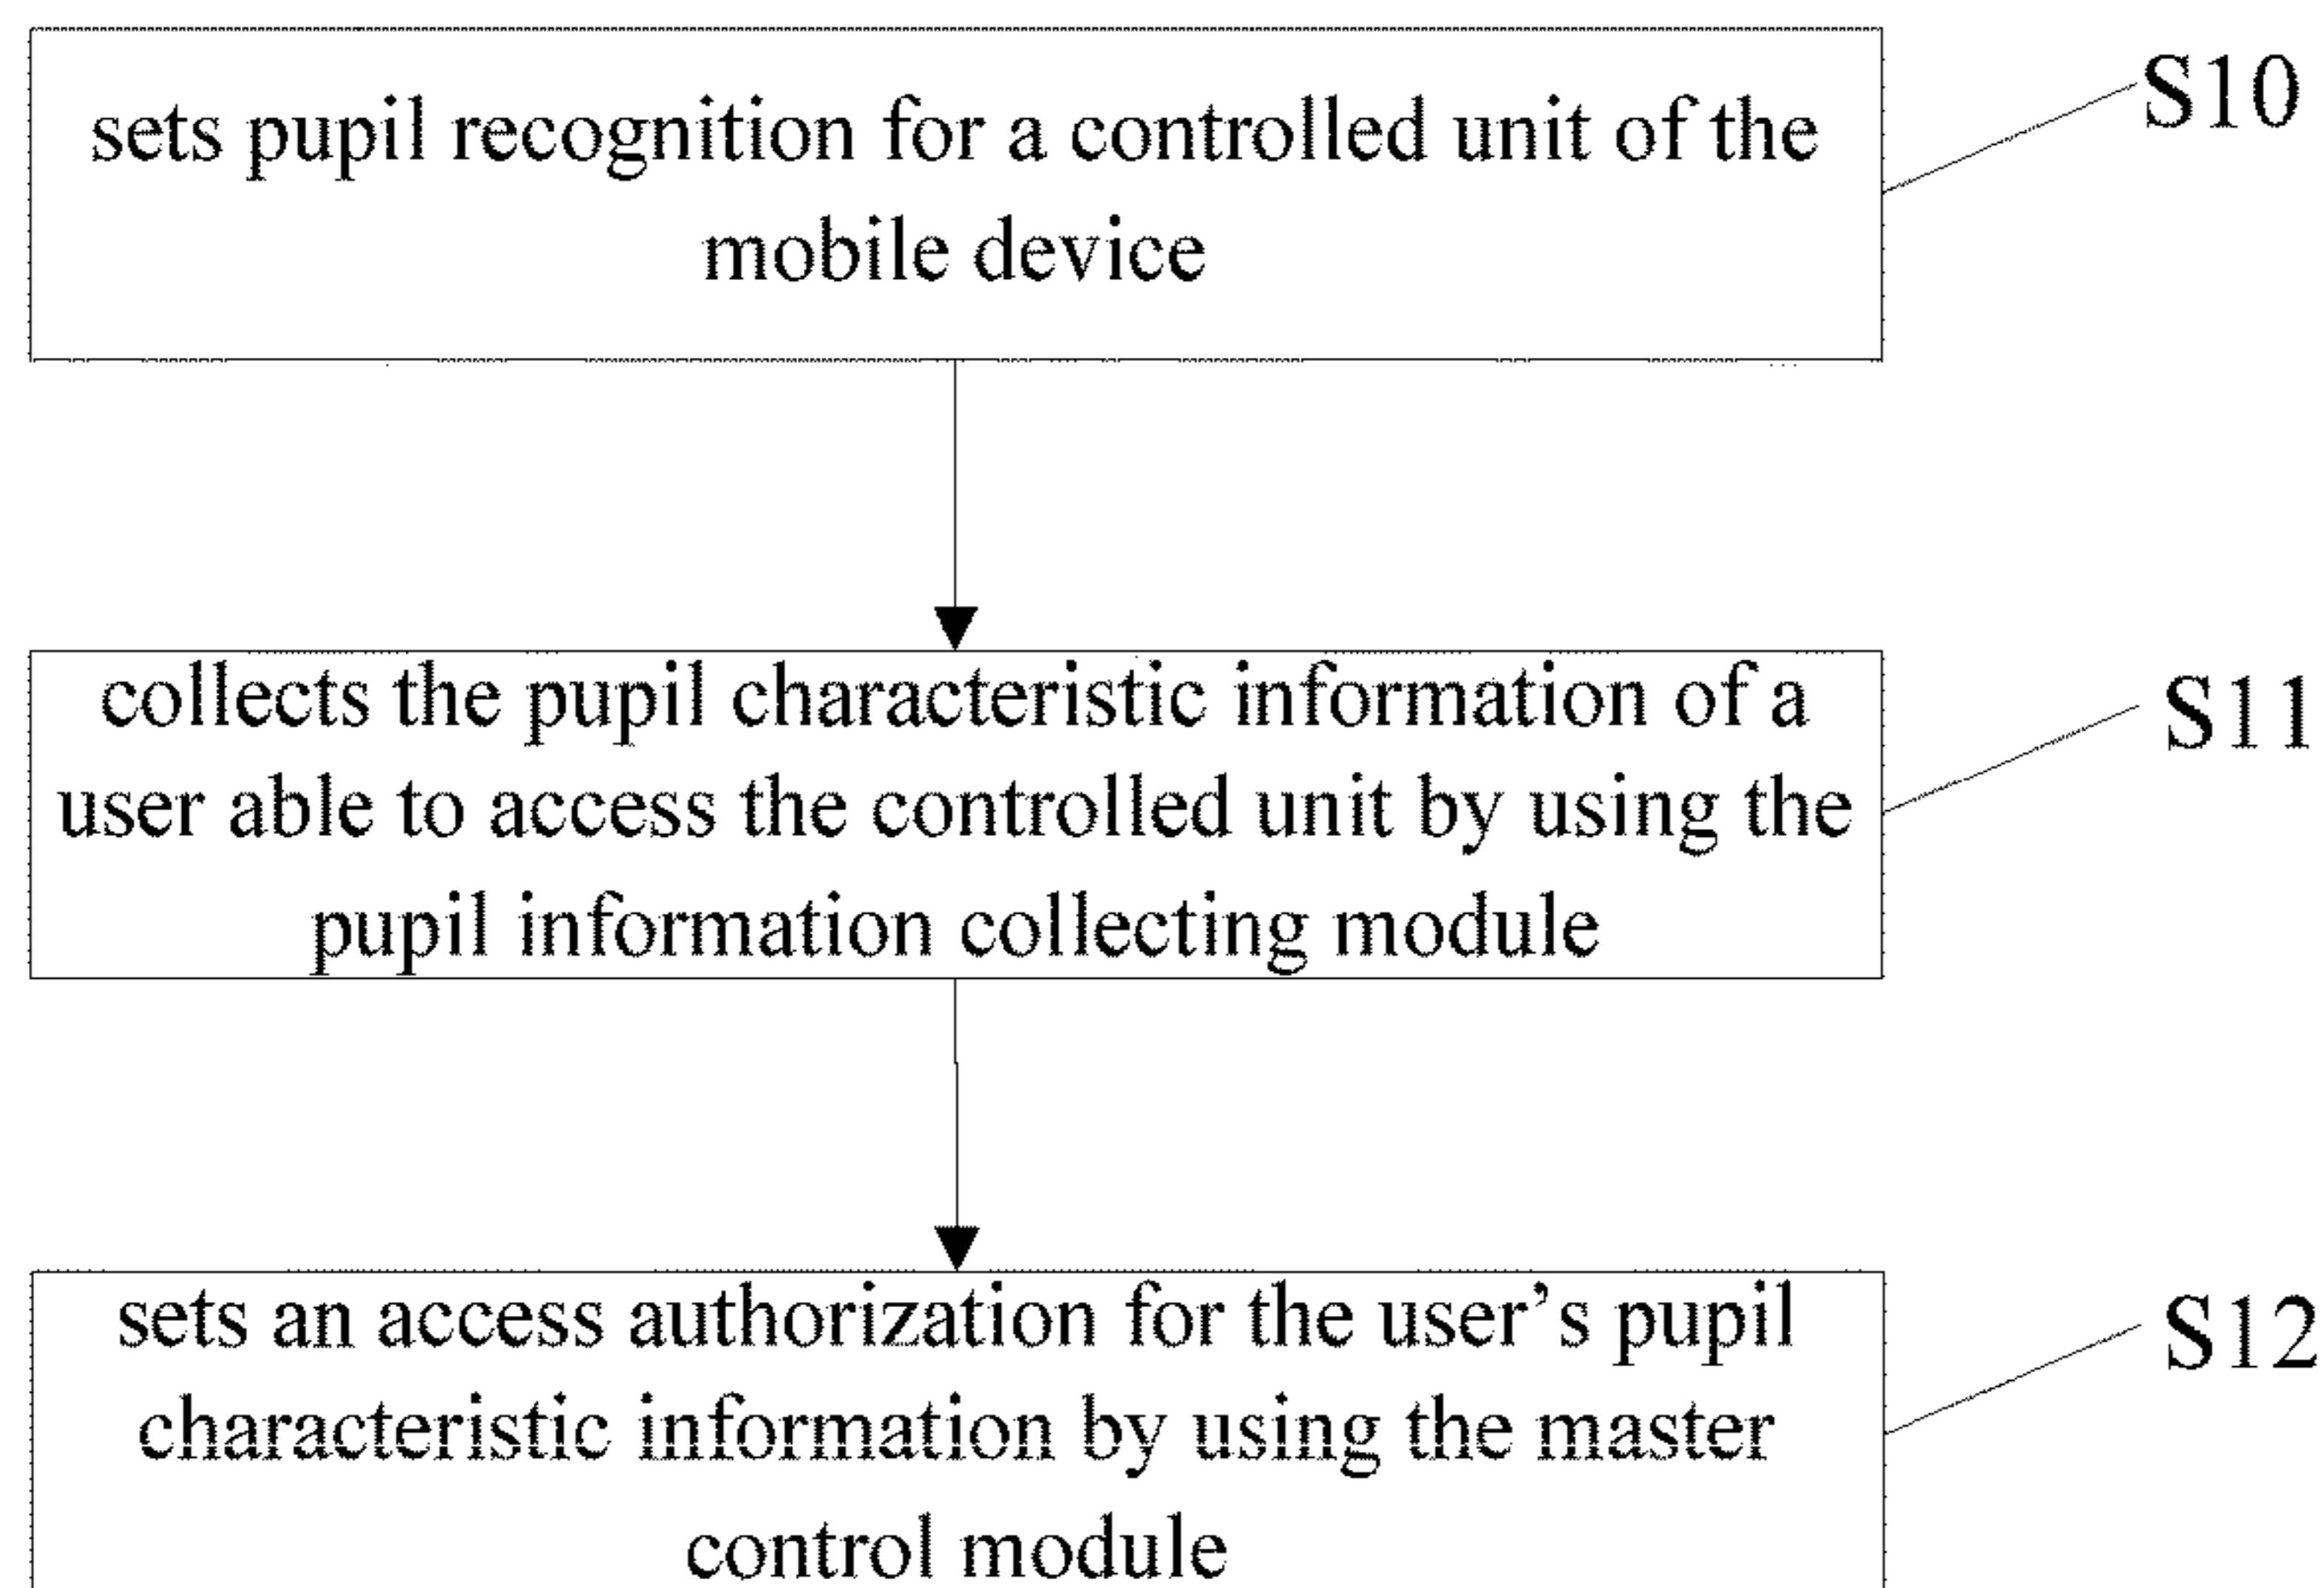 sets pupil recognition for a controlled unit of the
mobile device
S10
collects the pupil characteristic information of a
user able to access the controlled unit by using the
pupil information collecting module
S11
sets an access authorization for the user’s pupil
characteristic information by using the master
control module
S12